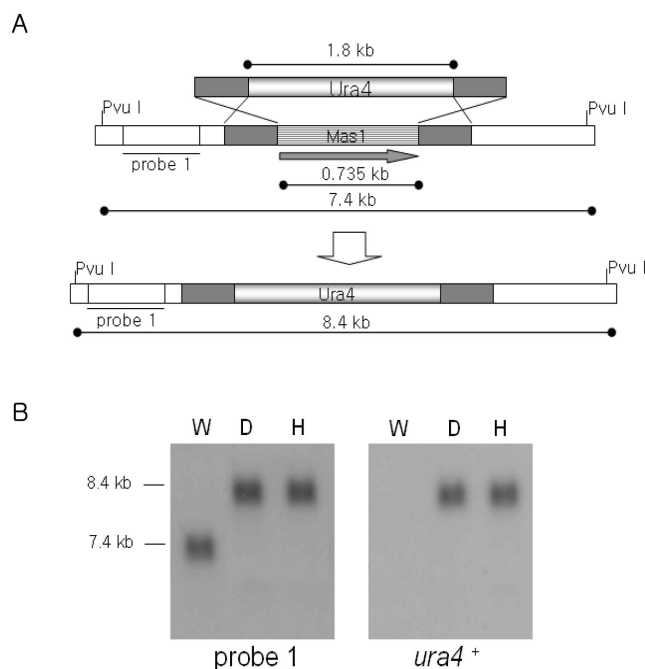 A
1.8 kb
Ura4
Pvu I
Pvu I
Mas1
probe 1
0.735 kb
7.4 kb
Pvu I
Pvu I
Ura4
probe 1
8.4 kb
B
W D H W D H
8.4 kb
7.4 kb
probe 1 ura4 +